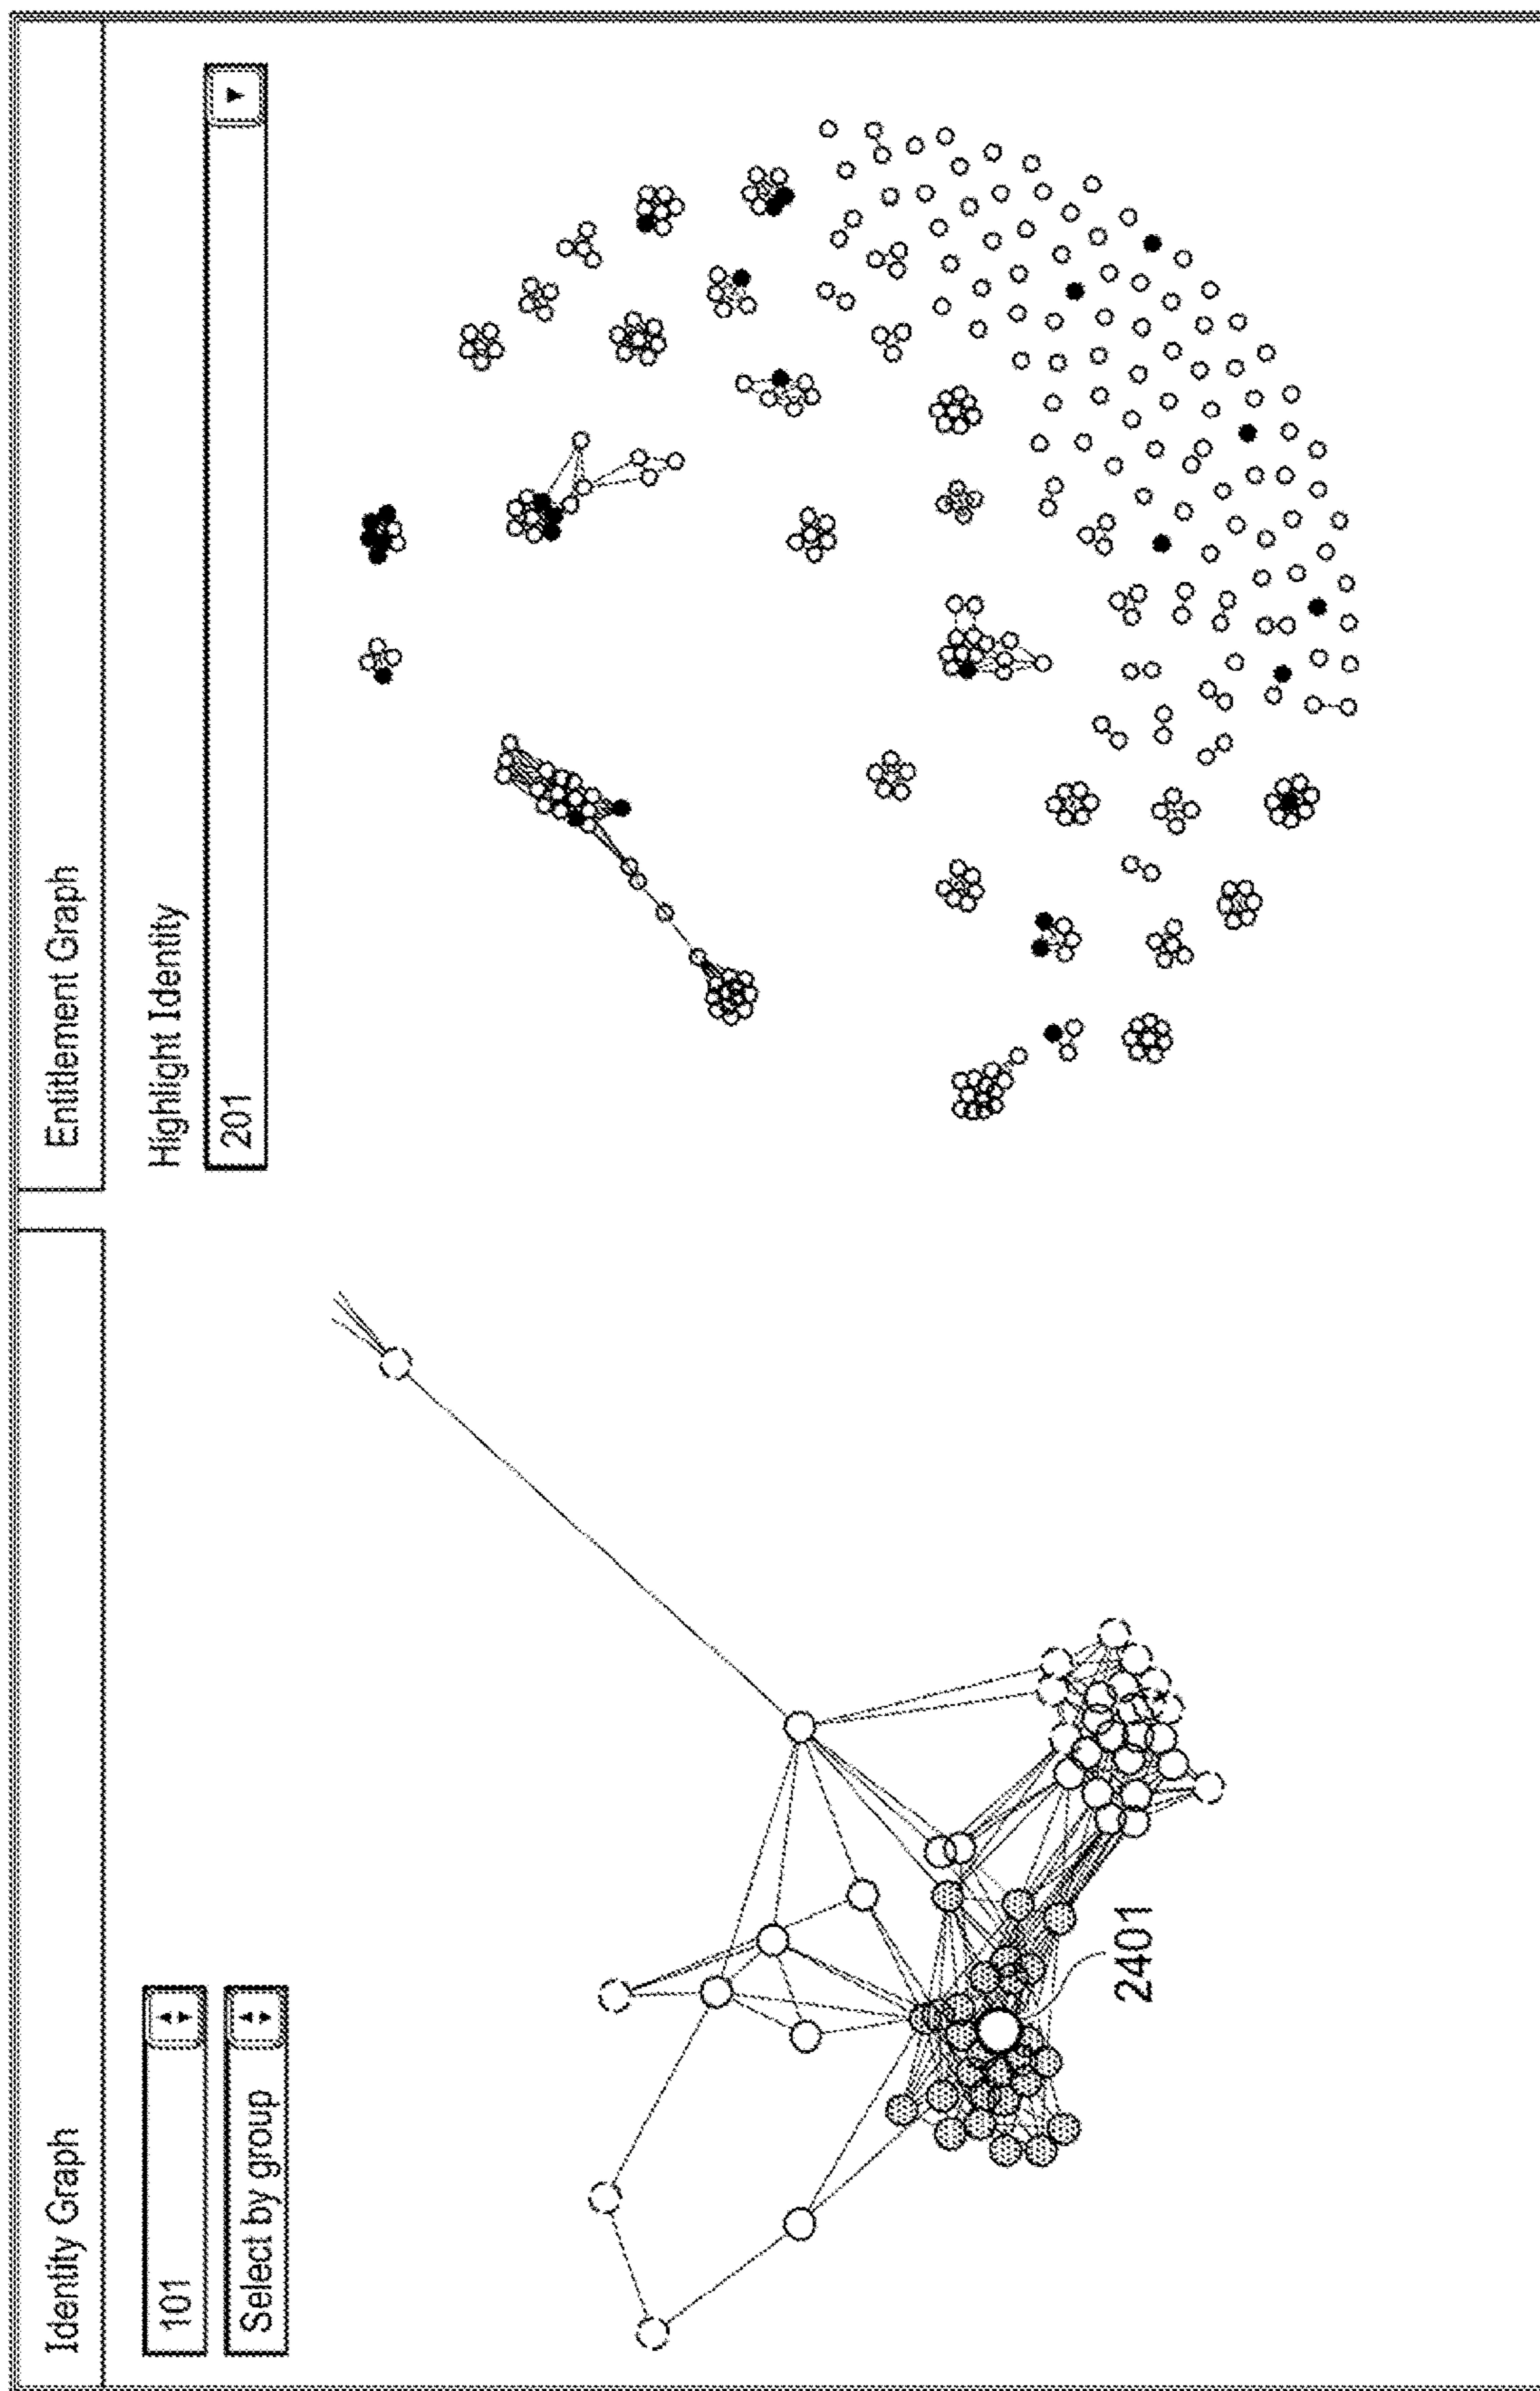 Identity Graph
101
Select by group
2401
Entitlement Graph
Highlight Identity
201